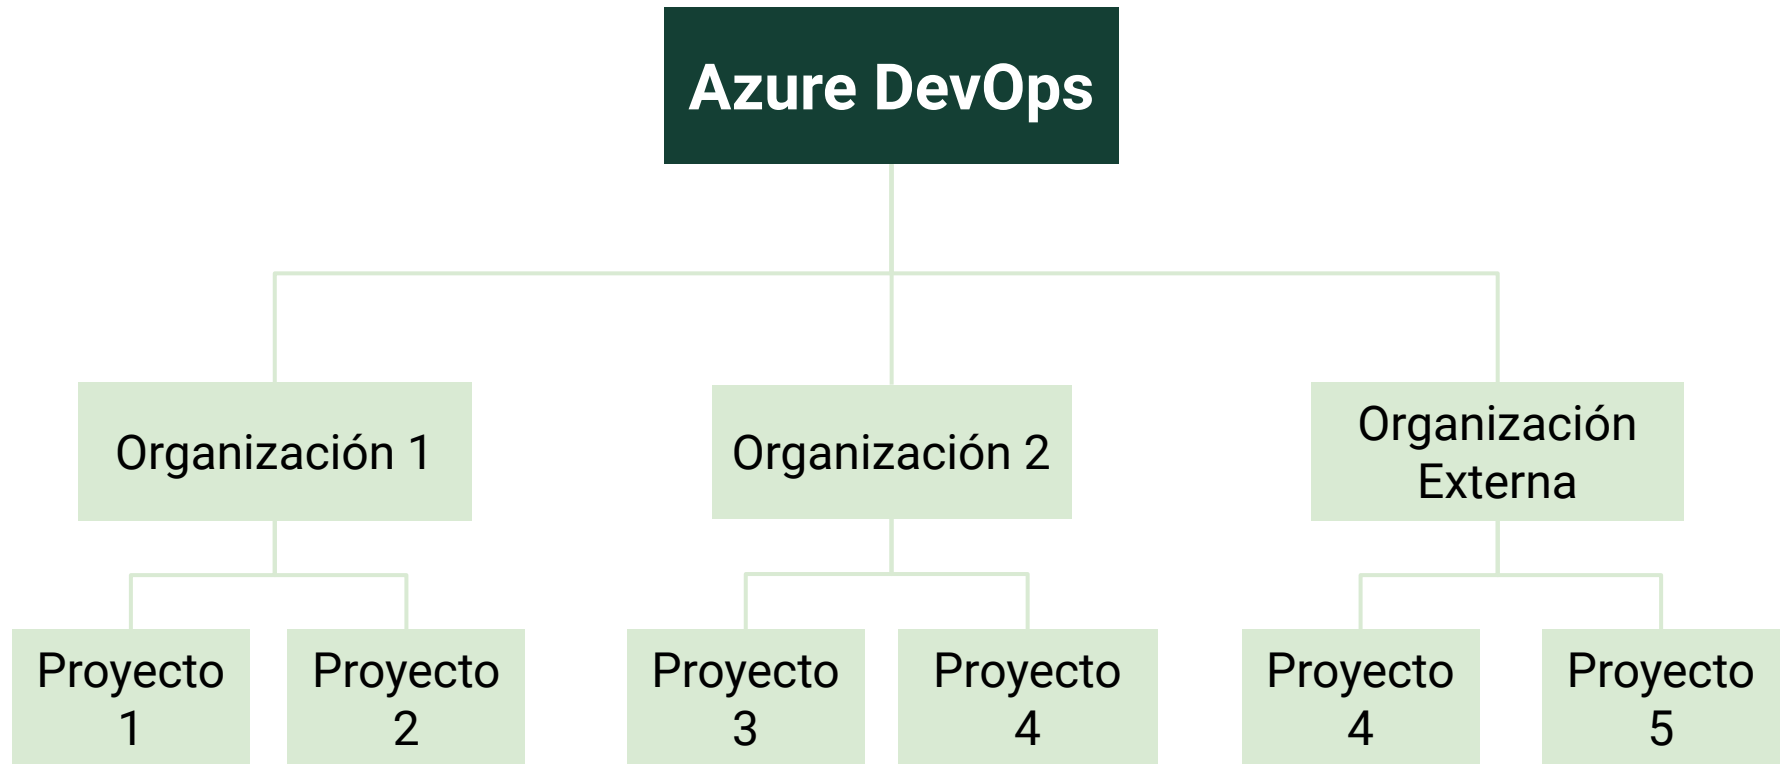 Azure DevOps
Organización 1
Organización 2
Organización
Externa
Proyecto
1
Proyecto
2
Proyecto
3
Proyecto
4
Proyecto
4
Proyecto
5